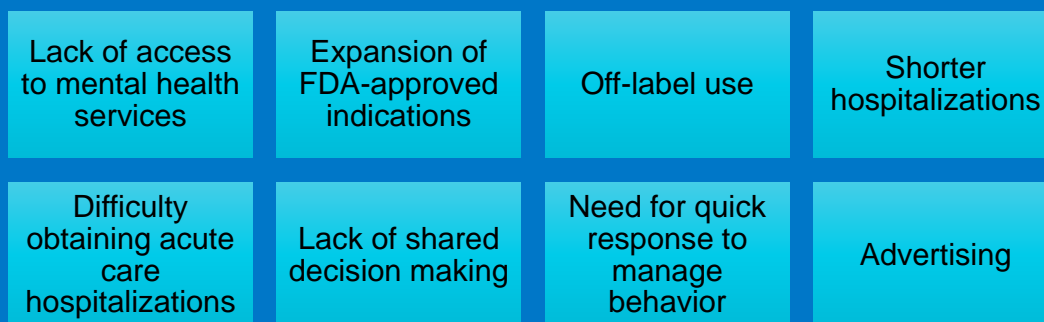 Lack of access
to mental health
services
Expansion of
FDA-approved
indications
Off-label use
Shorter
hospitalizations
Difficulty
obtaining acute
care
hospitalizations
Lack of shared
decision making
Need for quick
response to
manage
behavior
Advertising